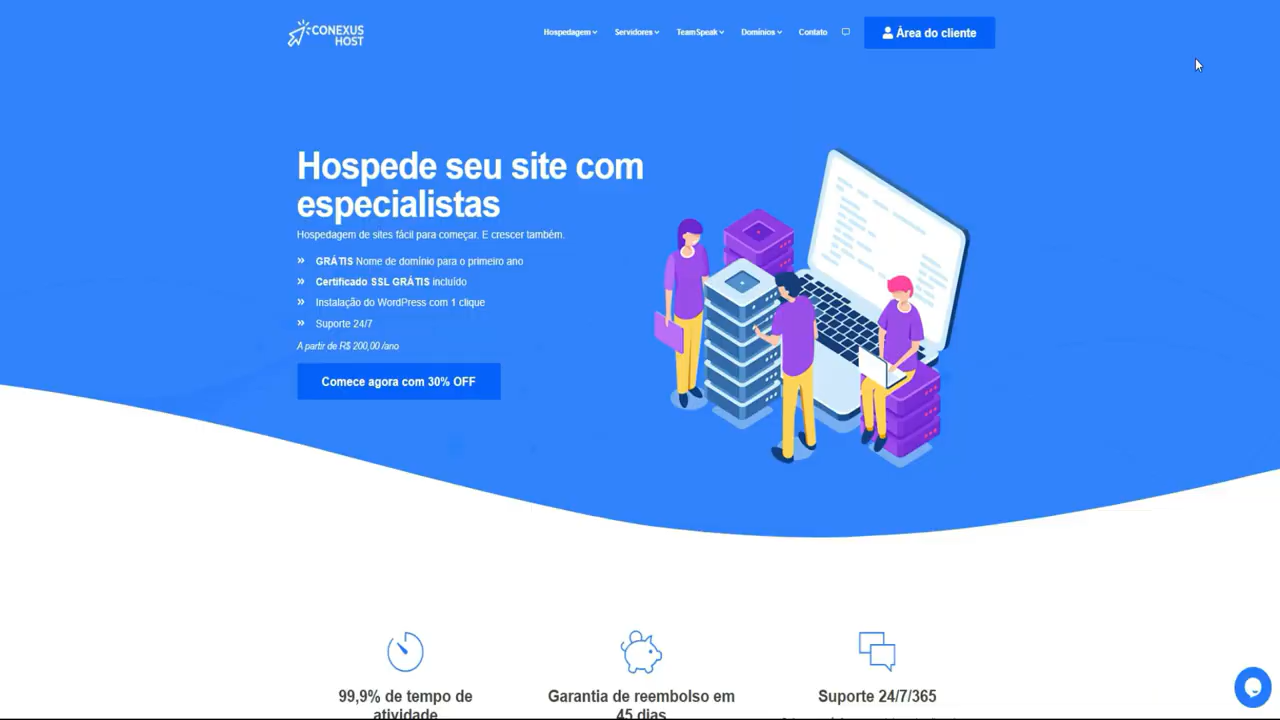 CONEXUS
HOST
Hospedagem
Servidores
TeamSpeak
Domínios
Contato
Área do cliente
Hospede seu site com
especialistas
Hospedagem de sites fácil para começar. E crescer também.
GRÁTIS Nome de domínio para o primeiro ano
Certificado SSL GRÁTIS incluído
Instalação do WordPress com 1 clique
Suporte 24/7
A partir de R$ 200,00 /ano
Comece agora com 30% OFF
99,9% de tempo de
atividade
Garantia de reembolso em
45 dias
Suporte 24/7/365